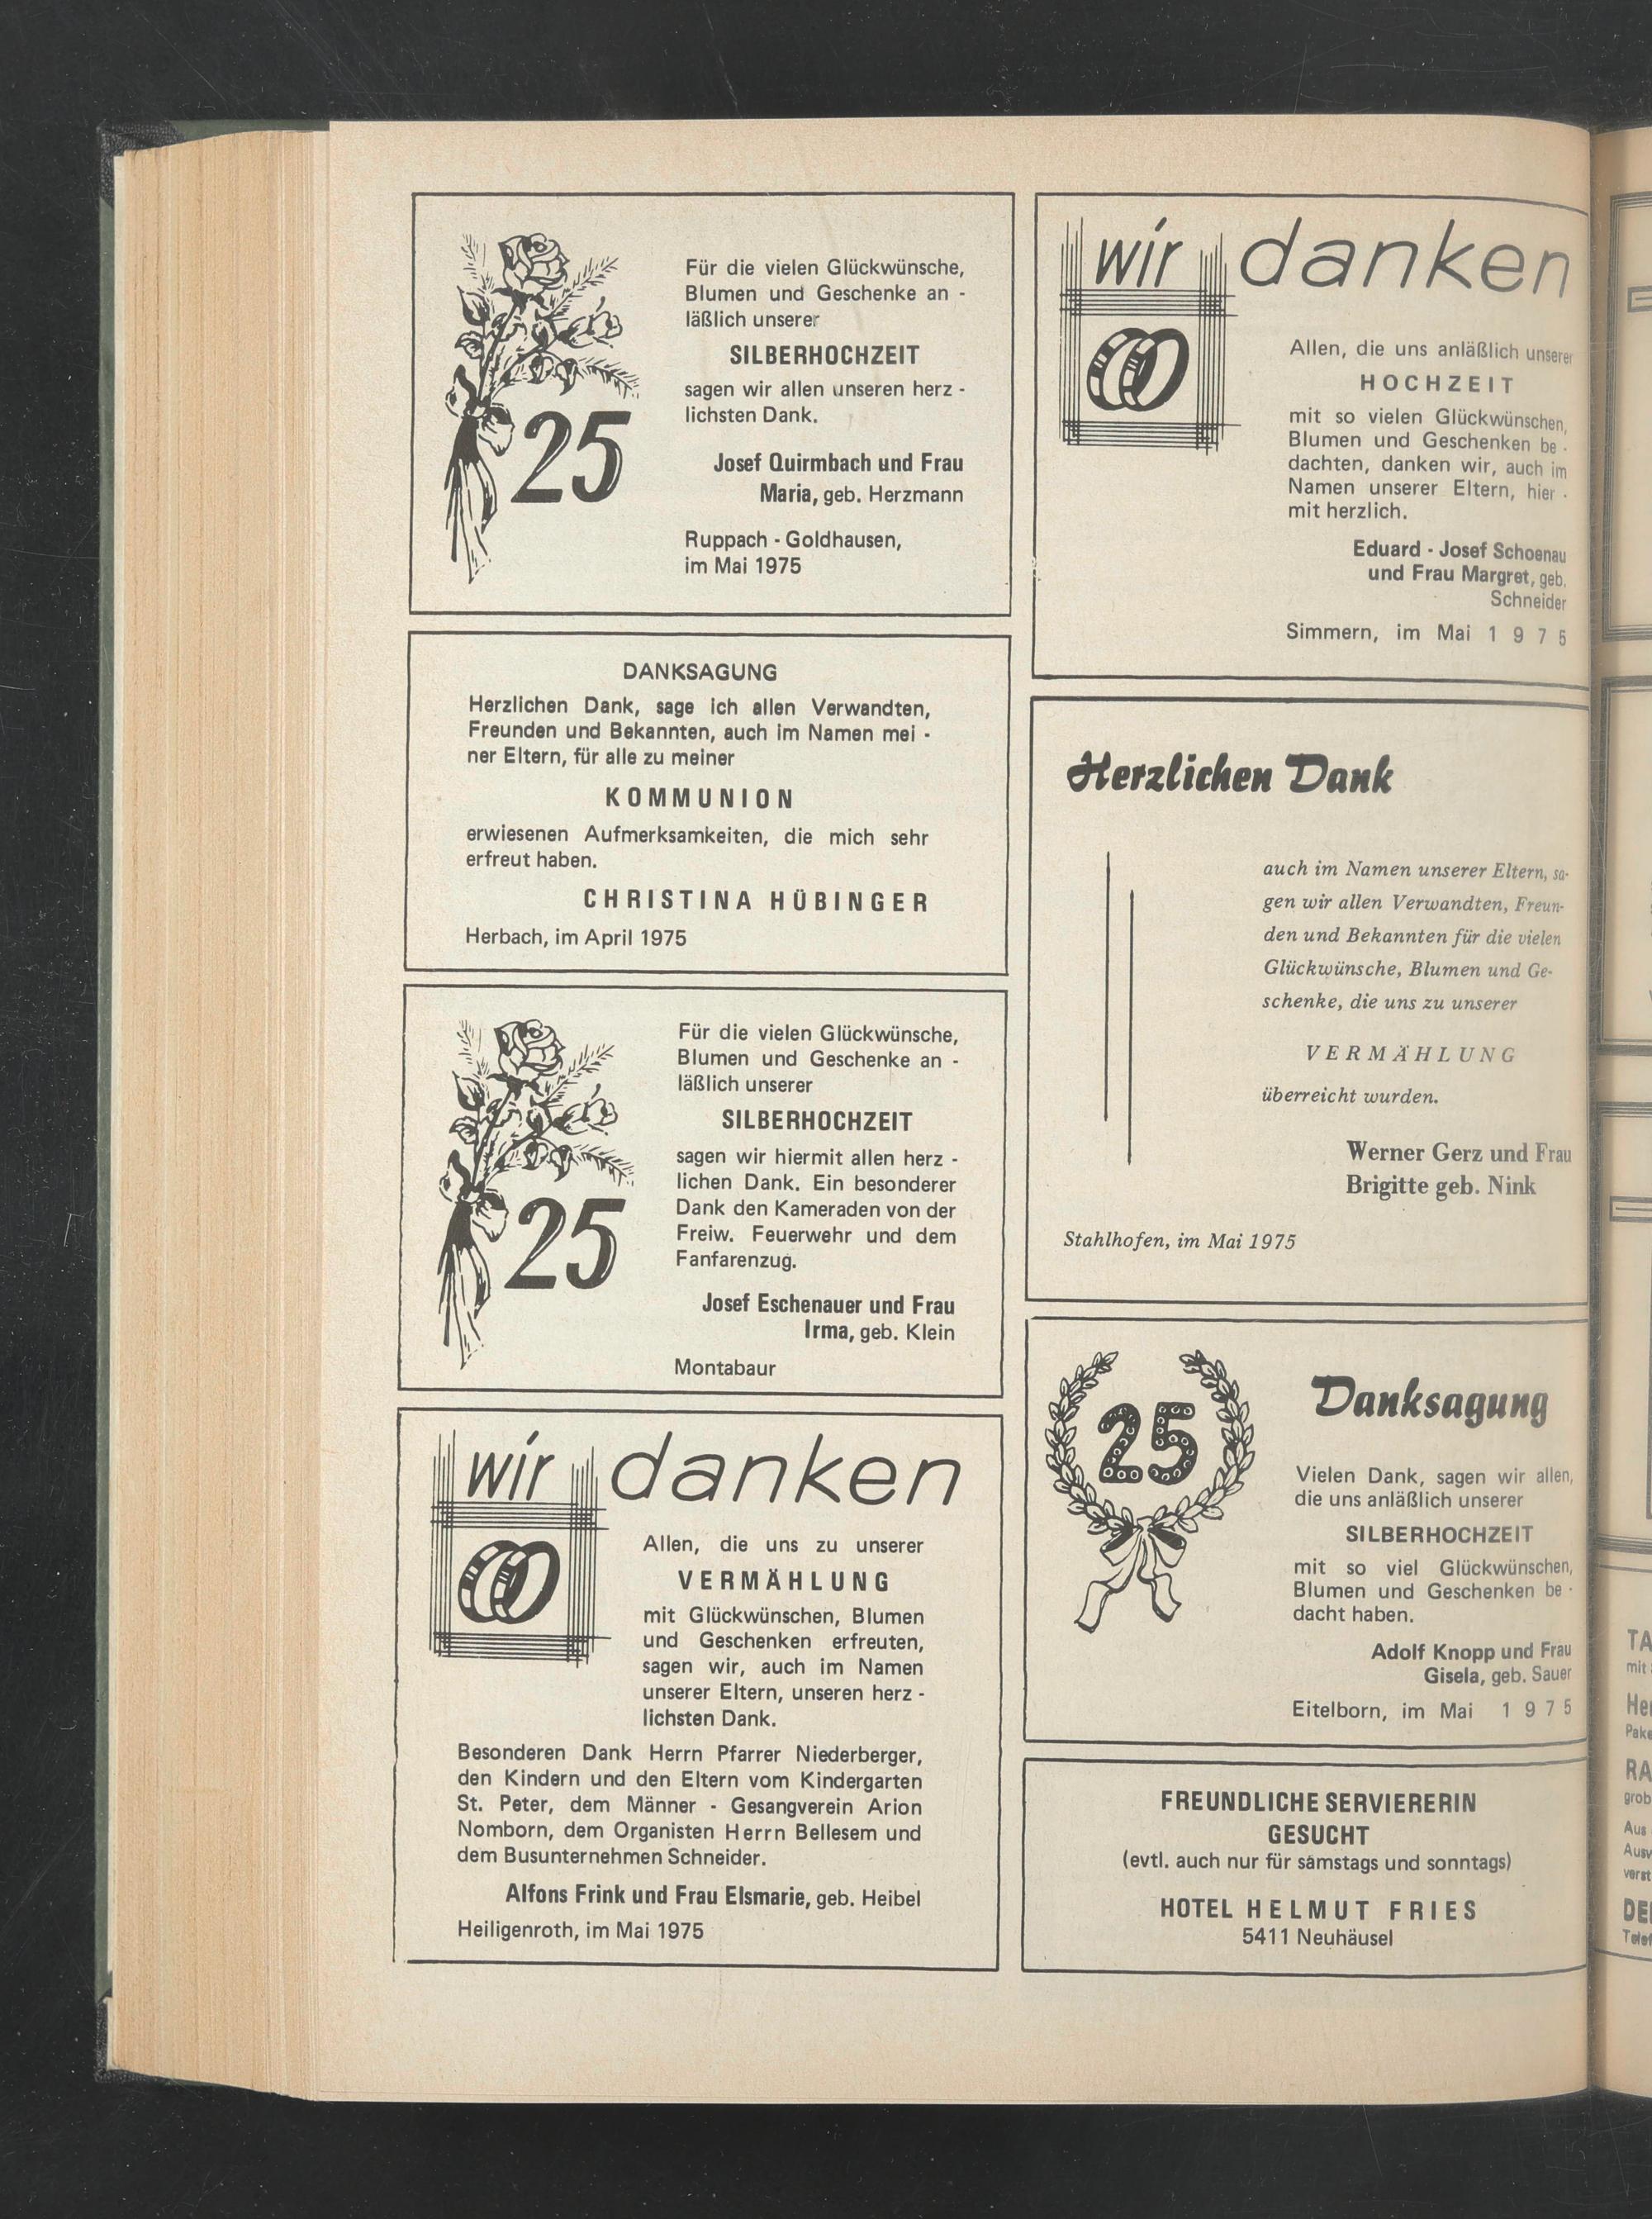 25
Für die vielen Glückwünsche,
Blumen und Geschenke an -
läßlich unserer
SILBERHOCHZEIT
sagen wir allen unseren herz -
lichsten Dank.
Josef Quirmbach und Frau
Maria, geb. Herzmann
Ruppach - Goldhausen,
im Mai 1975
DANKSAGUNG
Herzlichen Dank, sage ich allen Verwandten,
Freunden und Bekannten, auch im Namen mei -
ner Eltern, für alle zu meiner
KOMMUNION
erwiesenen Aufmerksamkeiten, die mich sehr
erfreut haben.
CHRISTINA HÜBINGER
Herbach, im April 1975
25
Für die vielen Glückwünsche,
Blumen und Geschenke an -
läßlich unserer
SILBERHOCHZEIT
sagen wir hiermit allen herz -
lichen Dank. Ein besonderer
Dank den Kameraden von der
Freiw. Feuerwehr und dem
Fanfarenzug.
Josef Eschenauer und Frau
Irma, geb. Klein
Montabaur
wir danken
Allen, die uns zu unserer
VERMÄHLUNG
mit Glückwünschen, Blumen
und Geschenken erfreuten,
sagen wir, auch im Namen
unserer Eltern, unseren herz -
lichsten Dank.
Besonderen Dank Herrn Pfarrer Niederberger,
den Kindern und den Eltern vom Kindergarten
St. Peter, dem Männer - Gesangverein Arion
Nomborn, dem Organisten Herrn Bellesem und
dem Busunternehmen Schneider.
Alfons Frink und Frau Elsmarie, geb. Heibel
Heiligenroth, im Mai 1975
wir danken
Allen, die uns anläßlich unserer
HOCHZEIT
mit so vielen Glückwünschen,
Blumen und Geschenken be -
dachten, danken wir, auch im
Namen unserer Eltern, hier -
mit herzlich.
Eduard - Josef Schoenau
und Frau Margret, geb.
Schneider
Simmern, im Mai 1975
Herzlichen Dank
auch im Namen unserer Eltern, sa-
gen wir allen Verwandten, Freun-
den und Bekannten für die vielen
Glückwünsche, Blumen und Ge-
schenke, die uns zu unserer
VERMÄHLUNG
überreicht wurden.
Werner Gerz und Frau
Brigitte geb. Nink
Stahlhofen, im Mai 1975
25
Danksagung
Vielen Dank, sagen wir allen,
die uns anläßlich unserer
SILBERHOCHZEIT
mit so viel Glückwünschen,
Blumen und Geschenken be -
dacht haben.
Adolf Knopp und Frau
Gisela, geb. Sauer
Eitelborn, im Mai 1975
FREUNDLICHE SERVIERERIN
GESUCHT
(evtl. auch nur für samstags und sonntags)
HOTEL HELMUT FRIES
5411 Neuhäusel
mit
grob
Aus